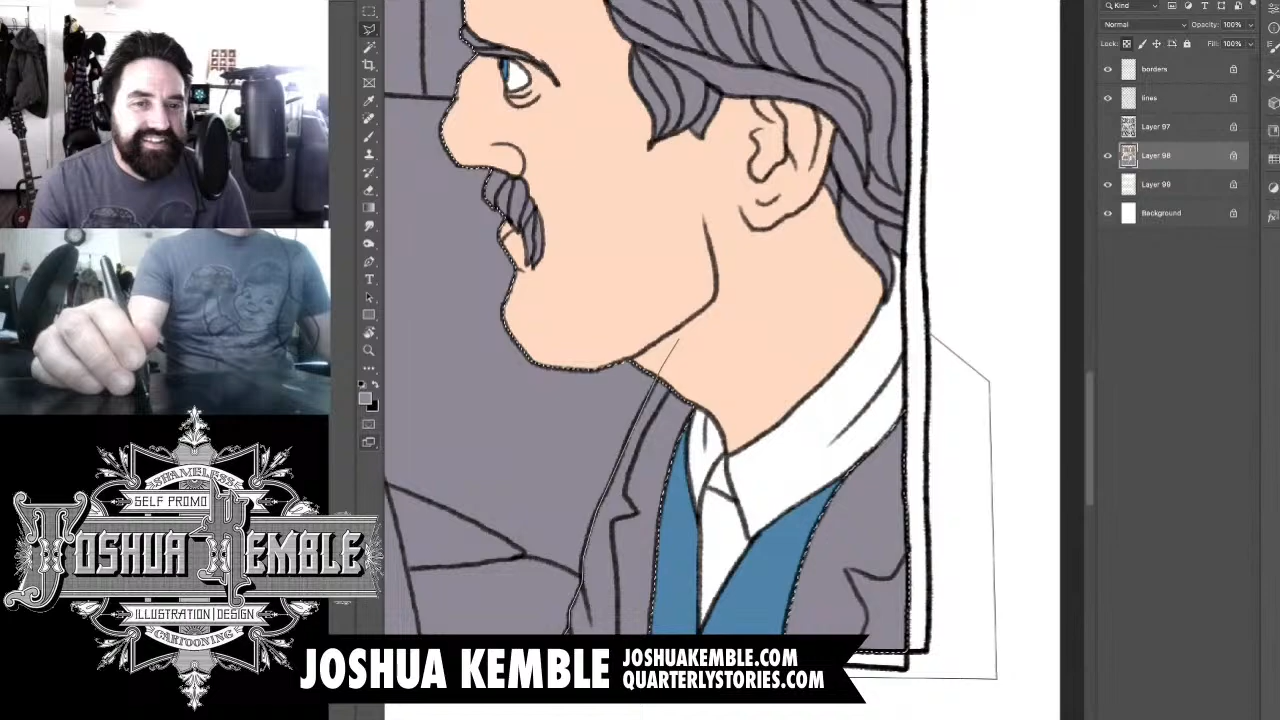 Kind
Normal
Opacity: 100%
Lock:
Fill: 100%
borders
lines
Layer 97
Layer 98
Layer 99
Background
SHAMELESS
SELF PROMO
JOSHUA KEMBLE
ILLUSTRATION|DESIGN
CARTOONING
JOSHUA KEMBLE
JOSHUAKEMBLE.COM
QUARTERLYSTORIES.COM